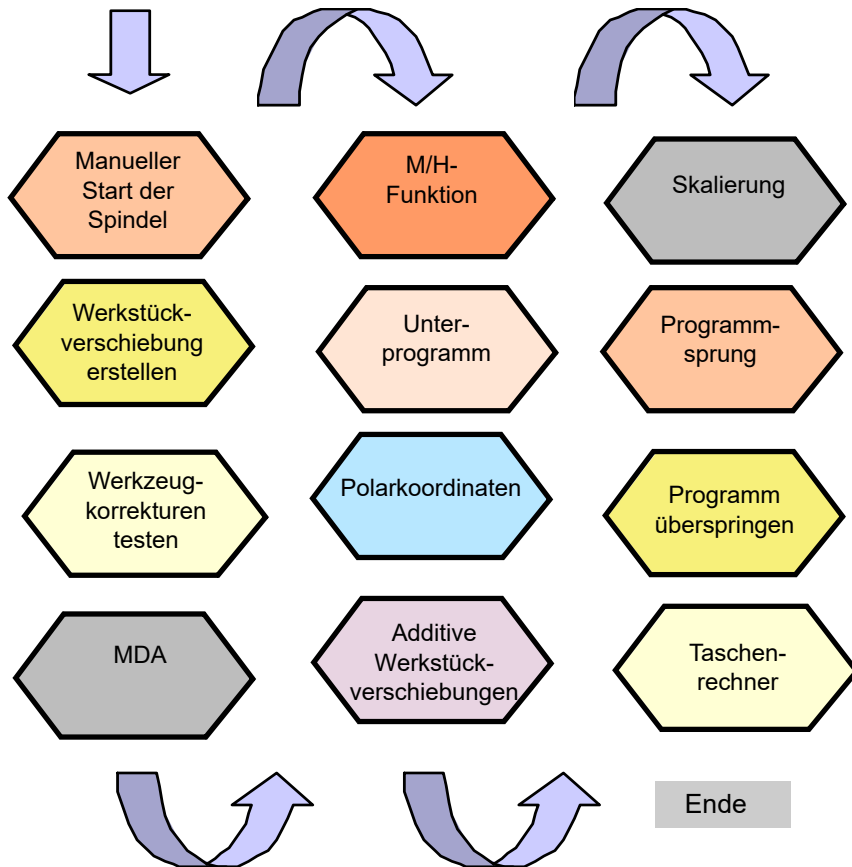 Manueller
Start der
Spindel
Werkstück-
verschiebung
erstellen
Werkzeug-
korrekturen
testen
MDA
M/H-
Funktion
Unter-
programm
Polarkoordinaten
Additive
Werkstück-
verschiebungen
Skalierung
Programm-
sprung
Programm
überspringen
Taschen-
rechner
Ende